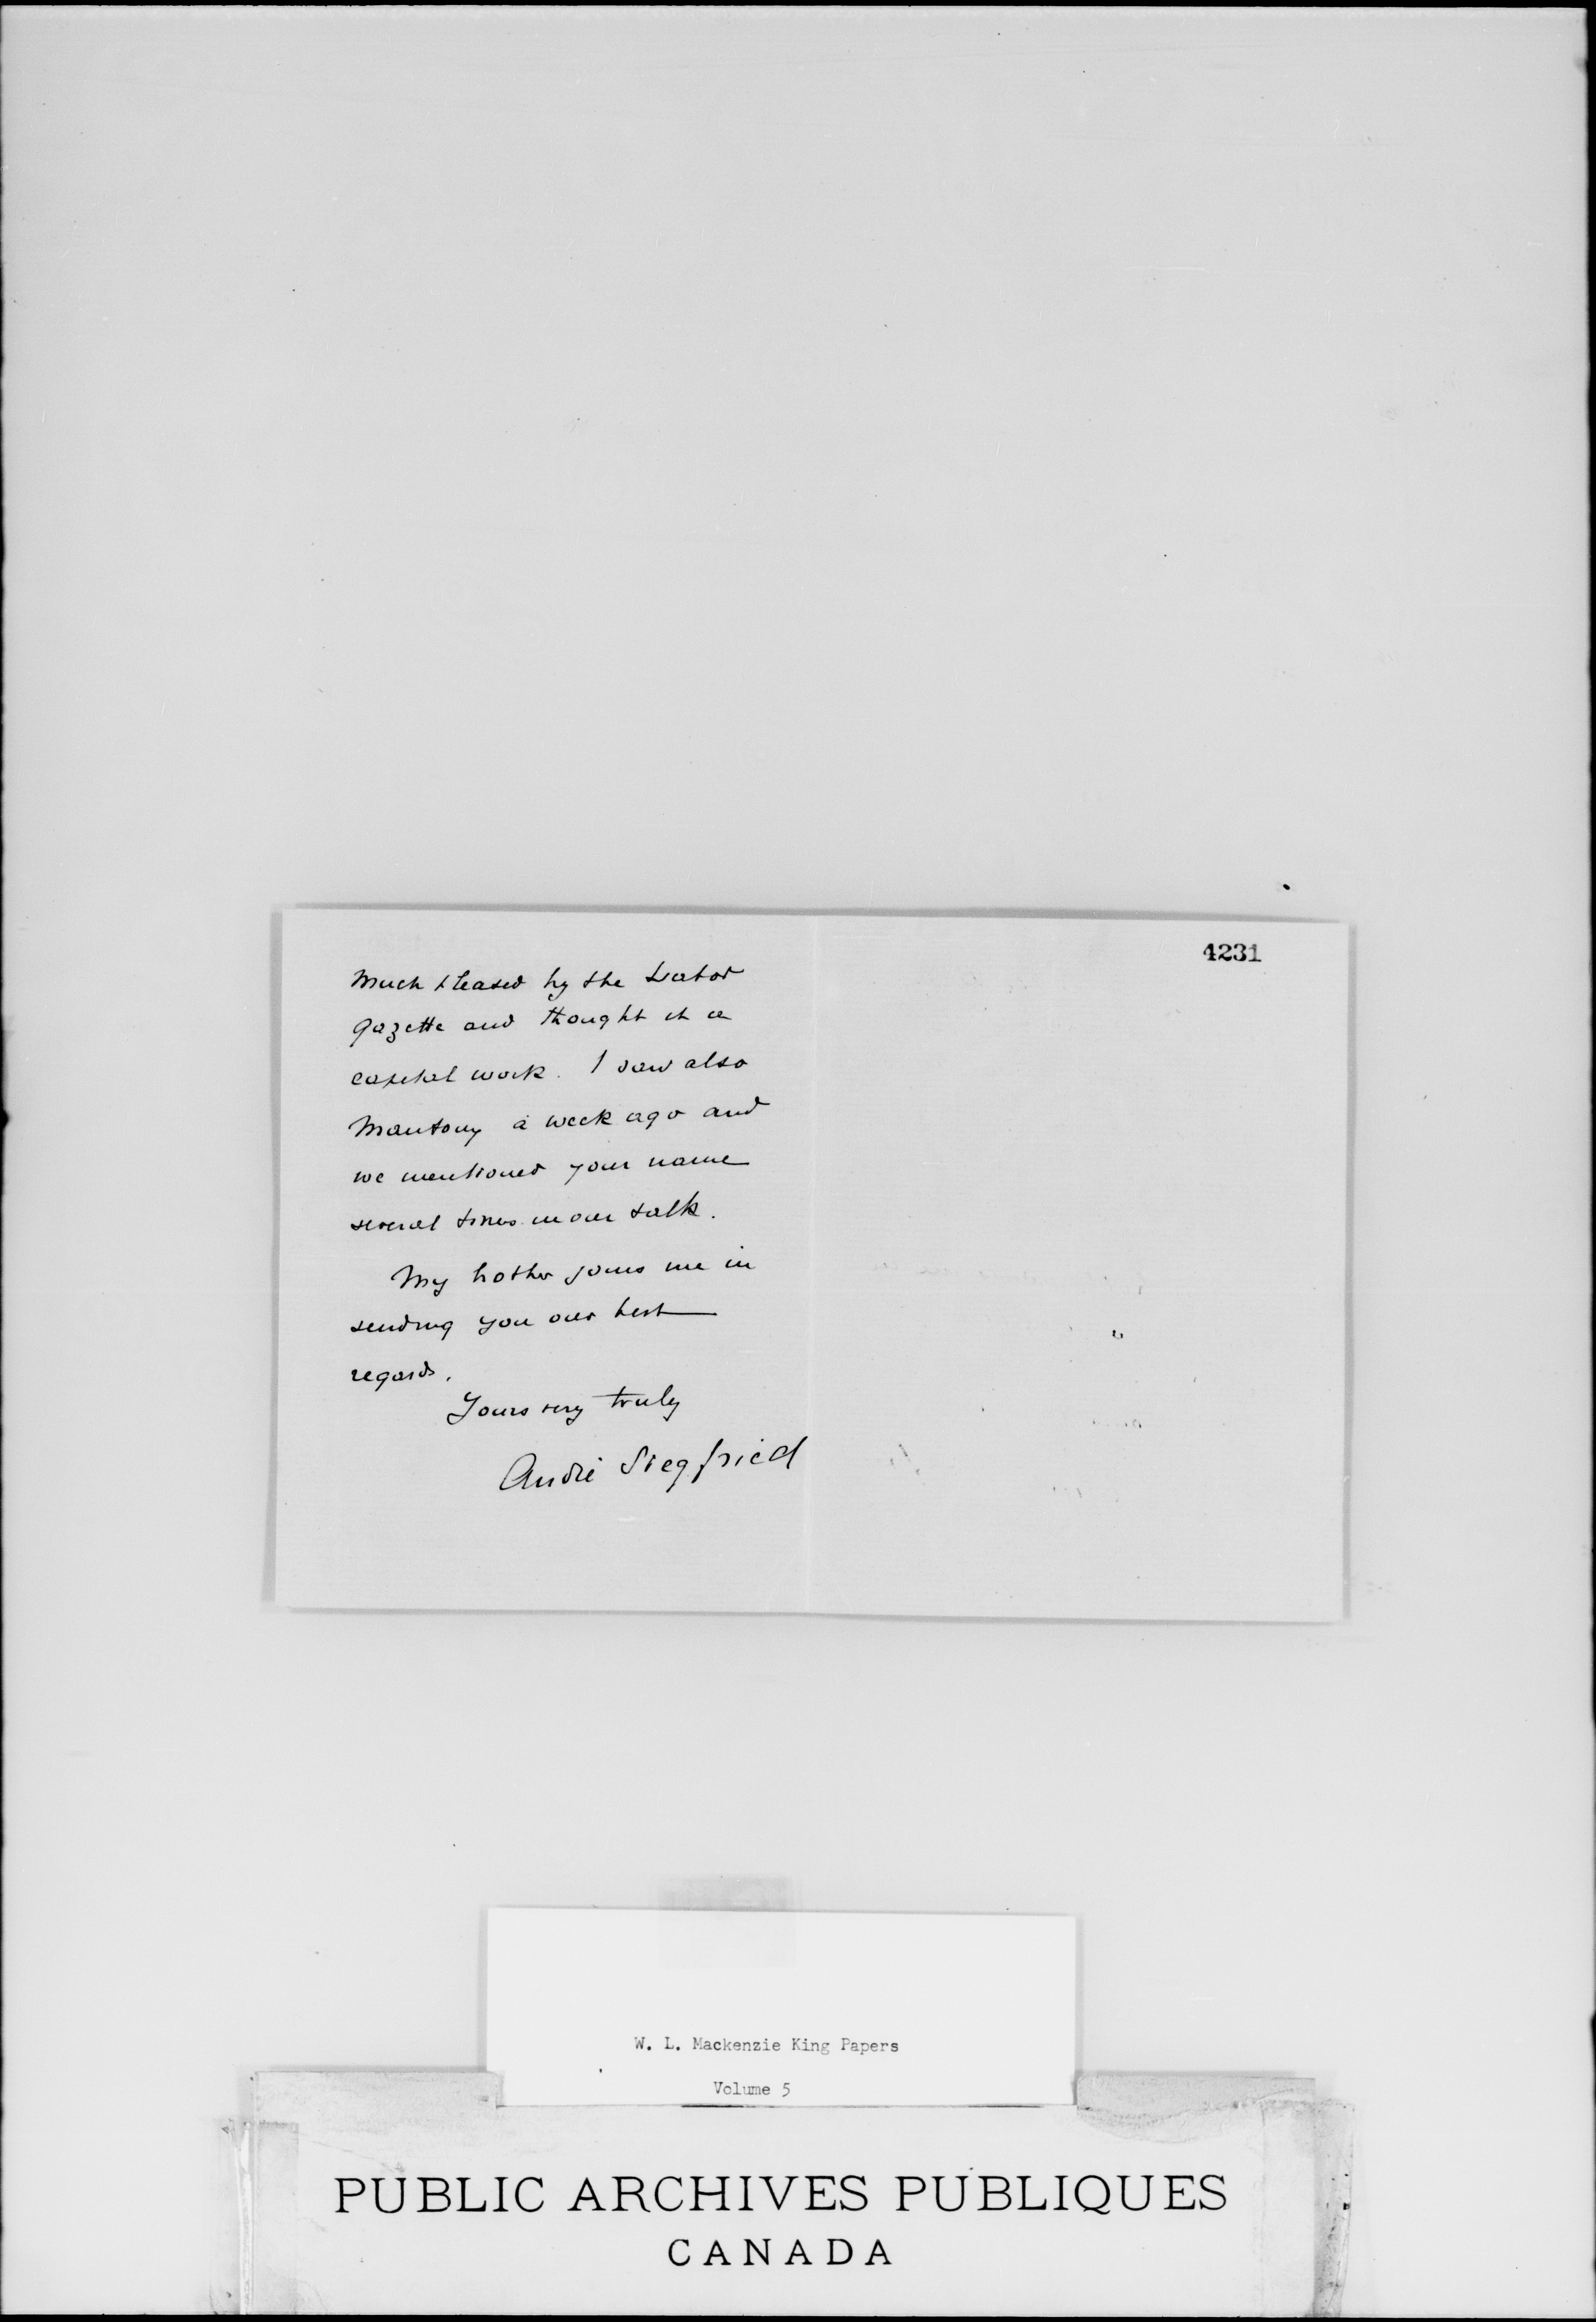 much pleased by the Labor
Gazette and thought it a
capital work. I saw also
Mantoux a week ago and
we mentioned your name
several times in our talk.
My mother joins me in
sending you our best
regards.
Yours very truly
André Siegfried
4231
W. L. Mackenzie King Papers
Volume 5
PUBLIC ARCHIVES PUBLIQUES
CANADA